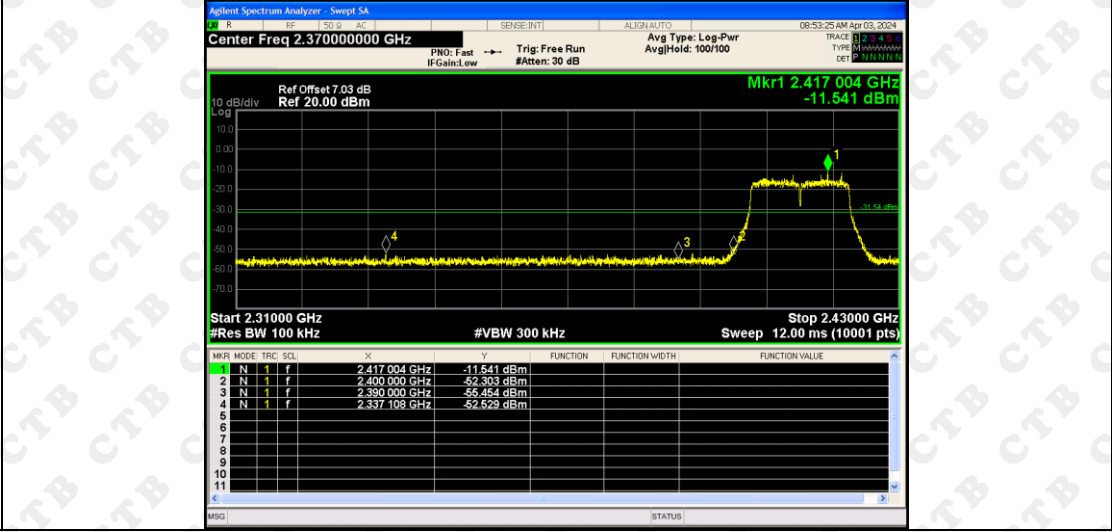 Agilent Spectrum Analyzer - Swept SA
R RF 50 Ω AC SENSE:INT ALIGN AUTO 08:53:25 AM Apr 03, 2024
Center Freq 2.370000000 GHz
PNO: Fast
IFGain:Low
Trig: Free Run
#Atten: 30 dB
Avg Type: Log-Pwr
Avg|Hold: 100/100
TRACE 1 2 3 4 5 6
TYPE M
DET P N N N N N
Mkr1 2.417 004 GHz
-11.541 dBm
Ref Offset 7.03 dB
10 dB/div Ref 20.00 dBm
Log
10.0
0.00
-10.0
-20.0
-30.0
-40.0
-50.0
-60.0
-70.0
1
-31.54 dBm
4
3
2
Start 2.31000 GHz Stop 2.43000 GHz
#Res BW 100 kHz #VBW 300 kHz Sweep 12.00 ms (10001 pts)
MKR MODE TRC SCL X Y FUNCTION FUNCTION WIDTH FUNCTION VALUE
1 N 1 f 2.417 004 GHz -11.541 dBm
2 N 1 f 2.400 000 GHz -52.303 dBm
3 N 1 f 2.390 000 GHz -55.454 dBm
4 N 1 f 2.337 108 GHz -52.529 dBm
5
6
7
8
9
10
11
MSG STATUS
CTB